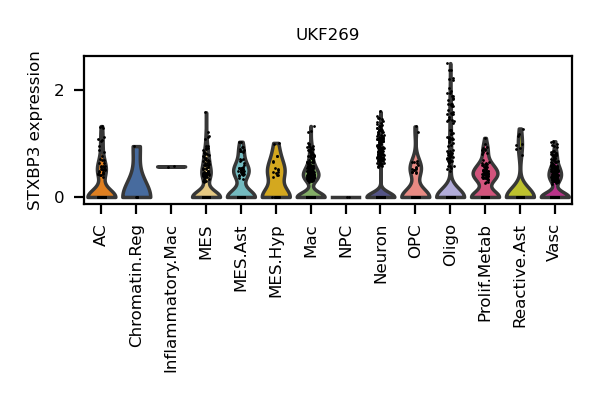 UKF269
STXBP3 expression
2
0
AC
Chromatin.Reg
Inflammatory.Mac
MES
MES.Ast
MES.Hyp
Mac
NPC
Neuron
OPC
Oligo
Prolif.Metab
Reactive.Ast
Vasc